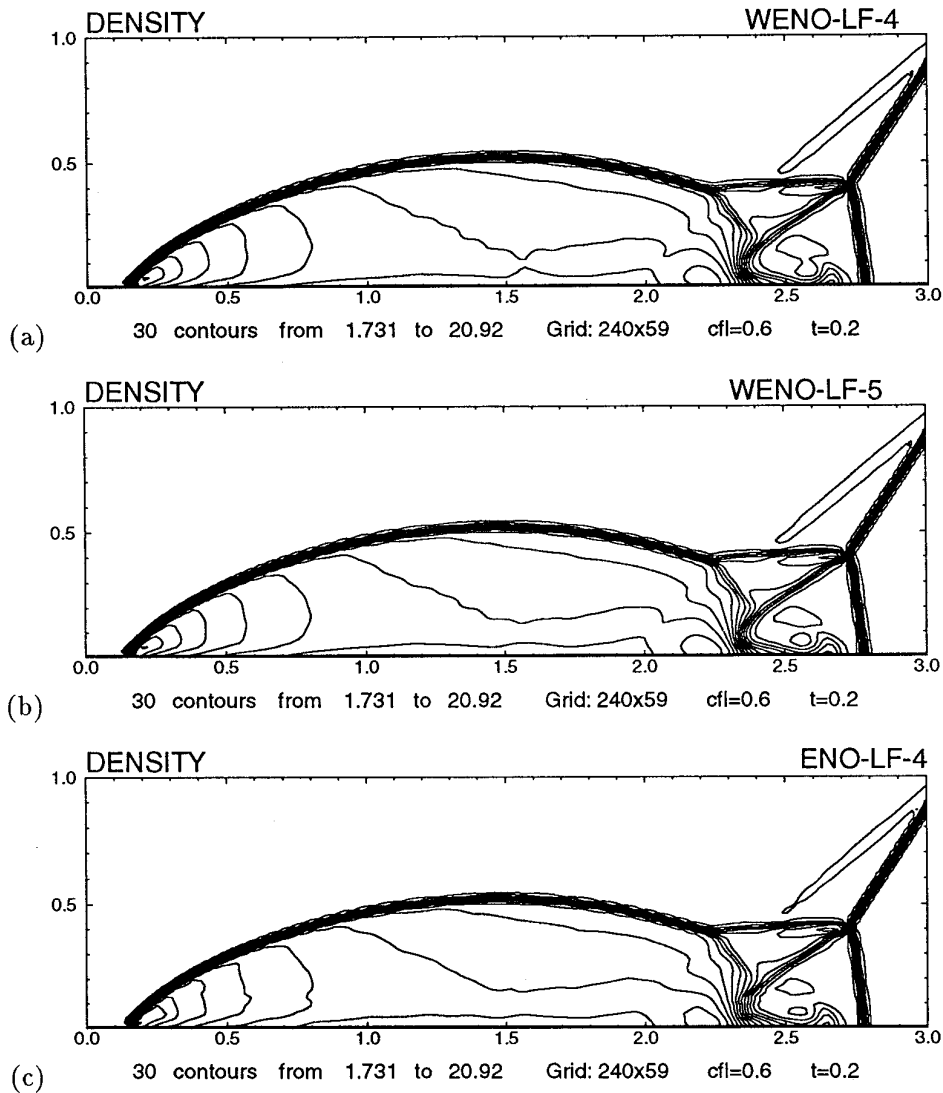 DENSITY WENO-LF-4
1.0
0.5
0.0 0.5 1.0 1.5 2.0 2.5 3.0
(a) 30 contours from 1.731 to 20.92 Grid: 240x59 cfl=0.6 t=0.2
DENSITY WENO-LF-5
1.0
0.5
0.0 0.5 1.0 1.5 2.0 2.5 3.0
(b) 30 contours from 1.731 to 20.92 Grid: 240x59 cfl=0.6 t=0.2
DENSITY ENO-LF-4
1.0
0.5
0.0 0.5 1.0 1.5 2.0 2.5 3.0
(c) 30 contours from 1.731 to 20.92 Grid: 240x59 cfl=0.6 t=0.2